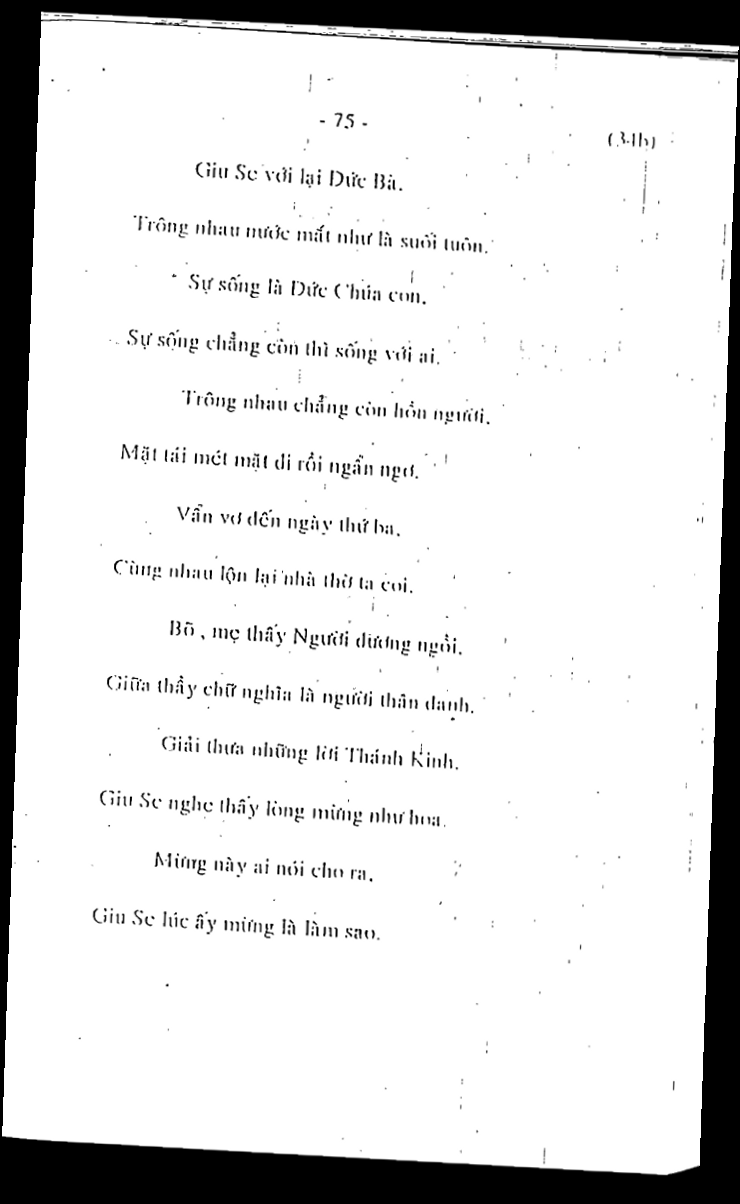 - 75 -
(34b)
Giu Se với lại Đức Bà.
Trông nhau nước mắt như là suối tuôn.
Sự sống là Đức Chúa con.
Sự sống chẳng còn thì sống với ai.
Trông nhau chẳng còn hồn người.
Mặt tái mét mặt đi rồi ngẩn ngơ.
Vẩn vơ đến ngày thứ ba.
Cùng nhau lộn lại nhà thờ ta coi.
Bõ , mẹ thấy Người đương ngồi.
Giữa thầy chữ nghĩa là người thân danh.
Giải thưa những lời Thánh Kinh.
Giu Se nghe thấy lòng mừng như hoa.
Mừng này ai nói cho ra.
Giu Se lúc ấy mừng là làm sao.